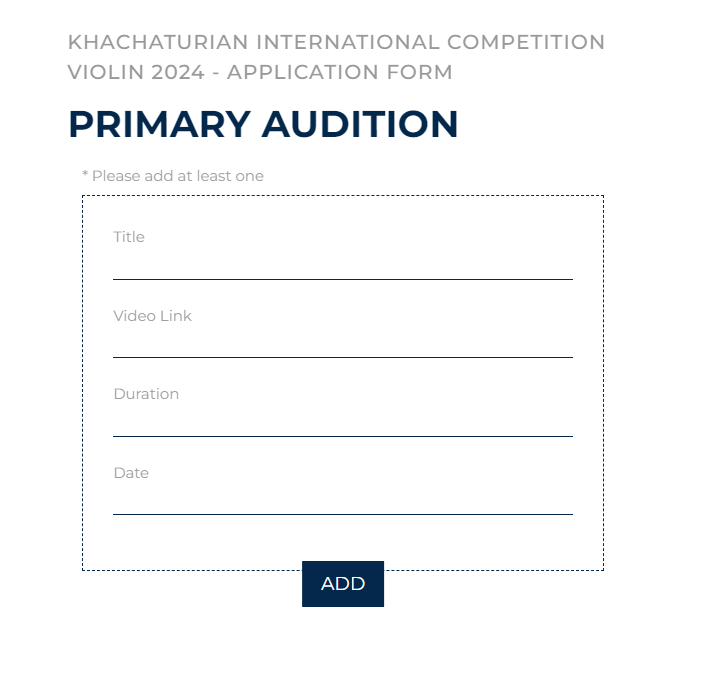 KHACHATURIAN INTERNATIONAL COMPETITION
VIOLIN 2024 - APPLICATION FORM
PRIMARY AUDITION
* Please add at least one
Title
Video Link
Duration
Date
ADD